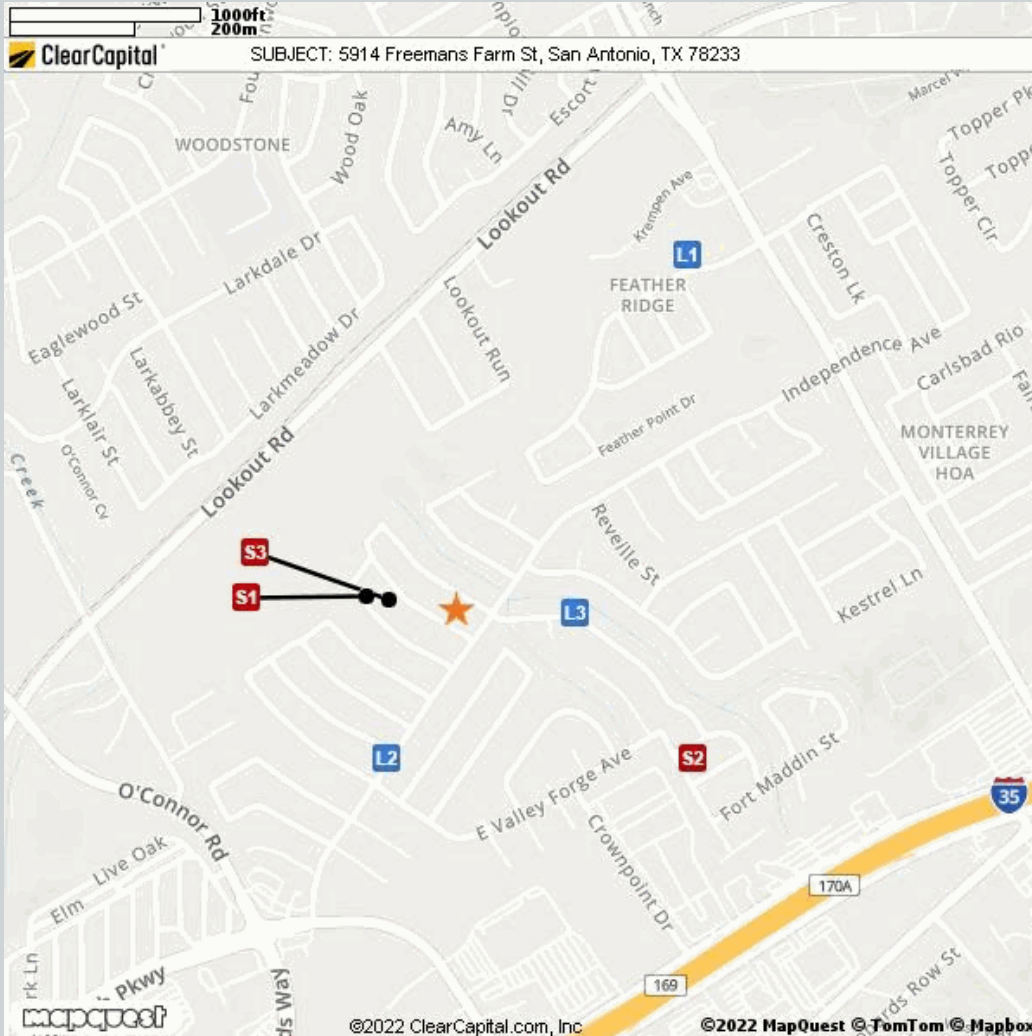 1000ft
200m
ClearCapital
SUBJECT: 5914 Freemans Farm St, San Antonio, TX 78233
Marcel
Topper
Escort
Amy Ln
Wood Oak
WOODSTONE
Topper Cir
Lookout Rd
Krempen Ave
Creston Lk
L1
Larkdale Dr
FEATHER
RIDGE
Lookout Run
Eaglewood St
Larkmeadow Dr
Independence Ave
Carlsbad Rio
Larkabbey St
Larklair St
Feather Point Dr
MONTERREY
VILLAGE
HOA
O'Connor Cv
Creek
Lookout Rd
Reveille St
S3
S1
L3
Kestrel Ln
L2
S2
E Valley Forge Ave
Fort Maddin St
35
O'Connor Rd
Crownpoint Dr
Live Oak
170A
Elm
Pkwy
Way
169
Row St
mapquest
©2022 ClearCapital.com, Inc
©2022 MapQuest © TomTom © Mapbox